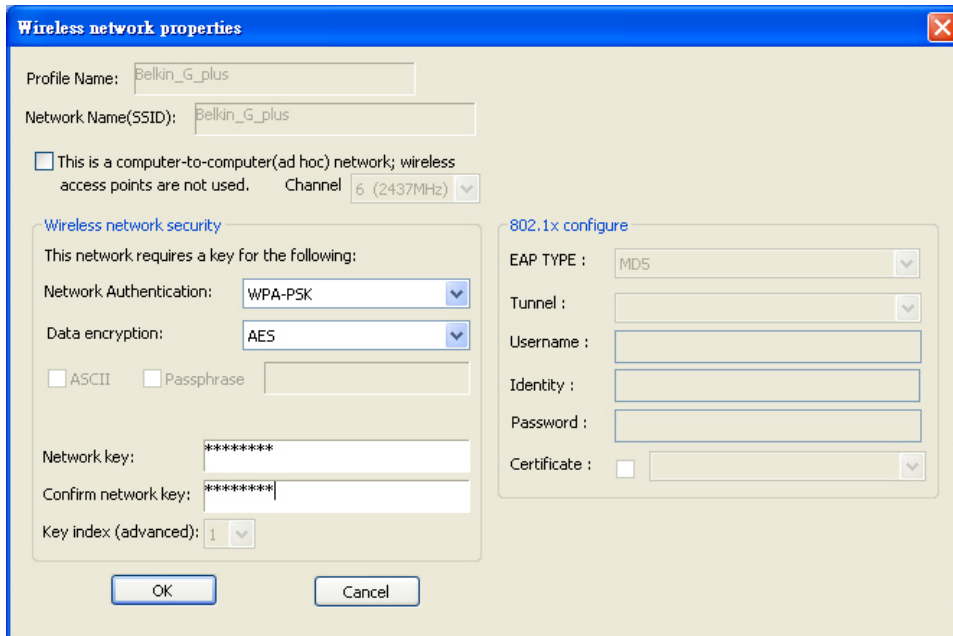 Wireless network properties
Profile Name: Belkin_G_plus
Network Name(SSID): Belkin_G_plus
This is a computer-to-computer(ad hoc) network; wireless
access points are not used. Channel 6 (2437MHz)
Wireless network security
This network requires a key for the following:
Network Authentication: WPA-PSK
Data encryption: AES
ASCII Passphrase
Network key: ********
Confirm network key: ********
Key index (advanced): 1
OK Cancel
802.1x configure
EAP TYPE : MD5
Tunnel :
Username :
Identity :
Password :
Certificate :